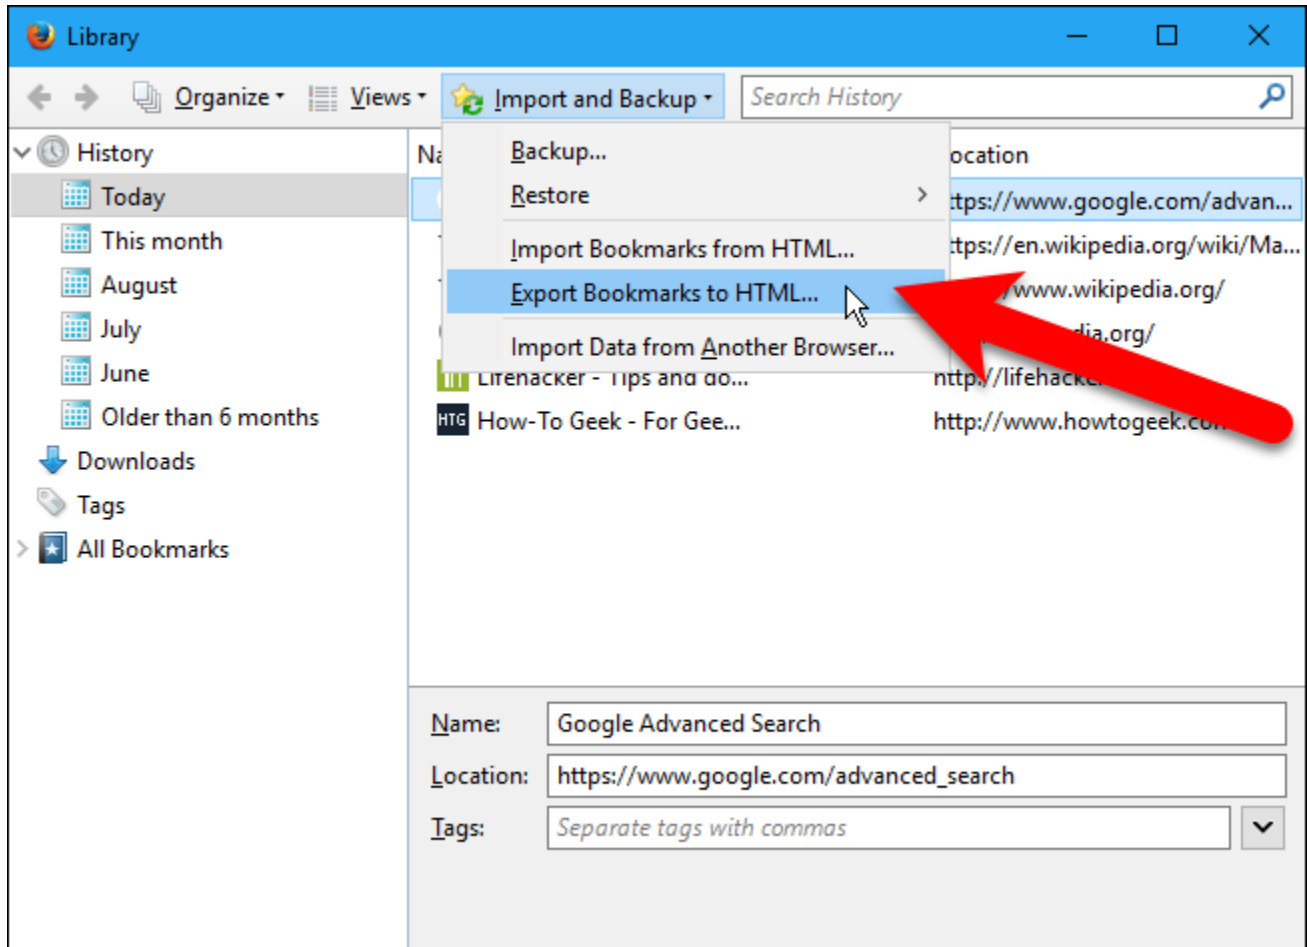 Library
Organize Views Import and Backup Search History
History
Today
This month
August
July
June
Older than 6 months
Downloads
Tags
All Bookmarks
Backup...
Restore
Import Bookmarks from HTML...
Export Bookmarks to HTML...
Import Data from Another Browser...
Na ocation
ttps://www.google.com/advan...
ttps://en.wikipedia.org/wiki/Ma...
/www.wikipedia.org/
dia.org/
Lifehacker - Tips and do... http://lifehacke
HTG How-To Geek - For Gee... http://www.howtogeek.co
Name: Google Advanced Search
Location: https://www.google.com/advanced_search
Tags: Separate tags with commas